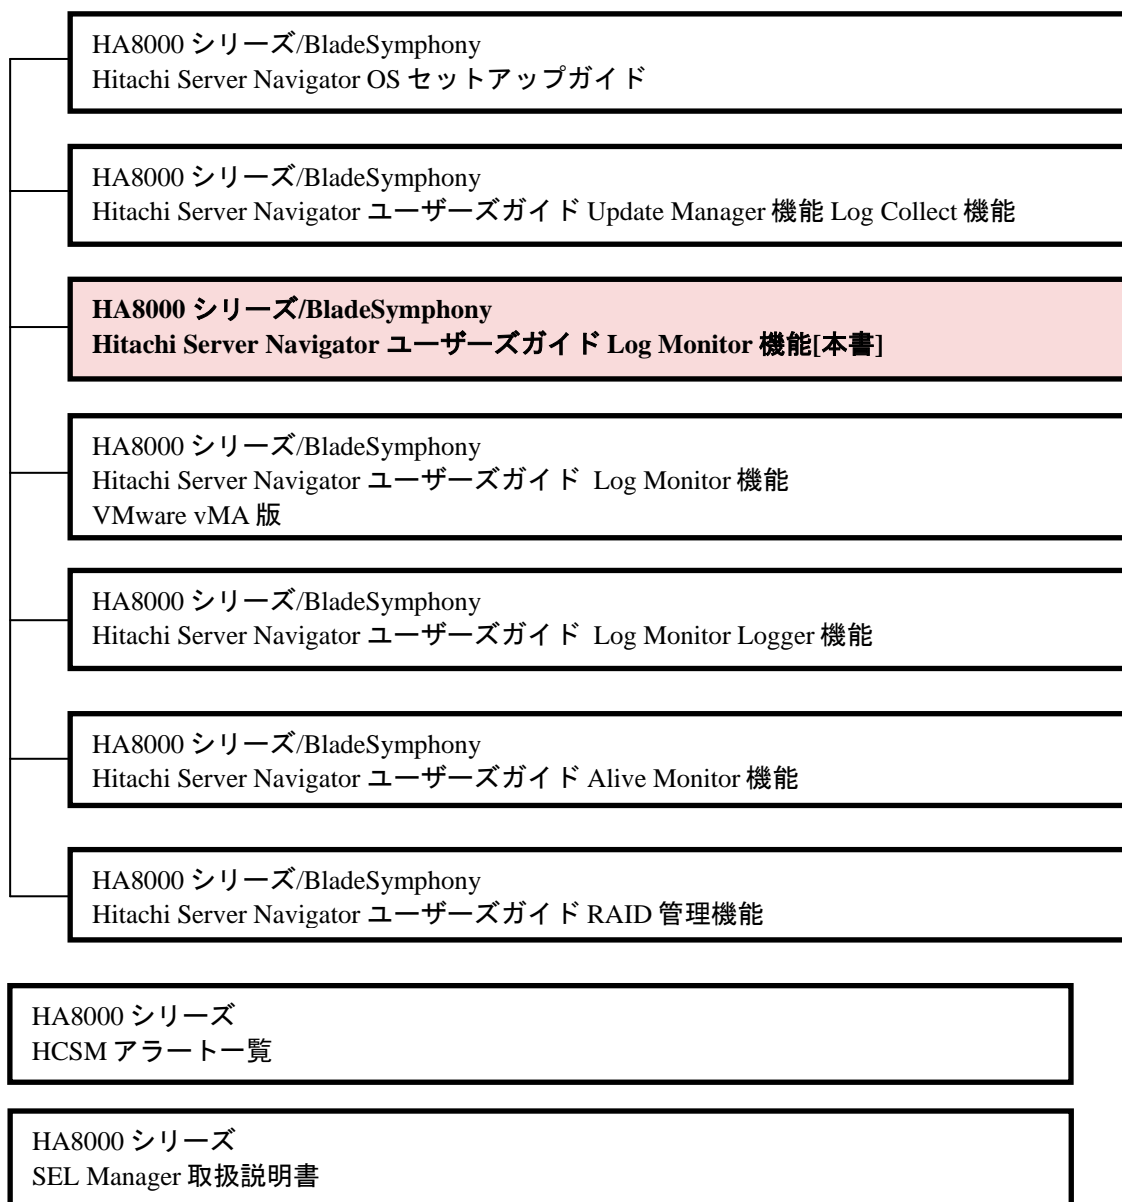 HA8000 シリーズ/BladeSymphony
Hitachi Server Navigator OS セットアップガイド
HA8000 シリーズ/BladeSymphony
Hitachi Server Navigator ユーザーズガイド Update Manager 機能 Log Collect 機能
HA8000 シリーズ/BladeSymphony
Hitachi Server Navigator ユーザーズガイド Log Monitor 機能[本書]
HA8000 シリーズ/BladeSymphony
Hitachi Server Navigator ユーザーズガイド Log Monitor 機能
VMware vMA 版
HA8000 シリーズ/BladeSymphony
Hitachi Server Navigator ユーザーズガイド Log Monitor Logger 機能
HA8000 シリーズ/BladeSymphony
Hitachi Server Navigator ユーザーズガイド Alive Monitor 機能
HA8000 シリーズ/BladeSymphony
Hitachi Server Navigator ユーザーズガイド RAID 管理機能
HA8000 シリーズ
HCSM アラート一覧
HA8000 シリーズ
SEL Manager 取扱説明書